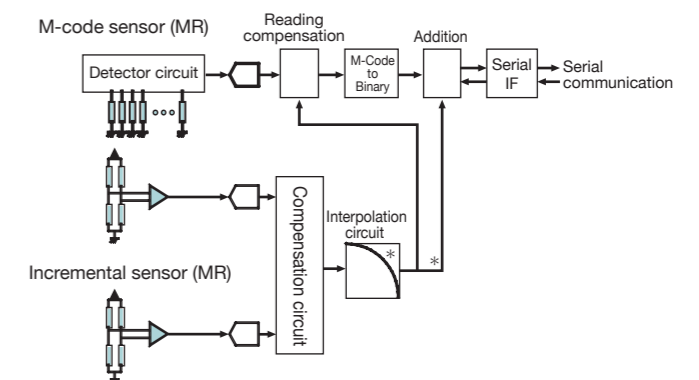 M-code sensor (MR)
Reading
compensation
Addition
Detector circuit
M-Code
to
Binary
Serial
IF
Serial
communication
Compensation circuit
Interpolation
circuit
*
*
Incremental sensor (MR)